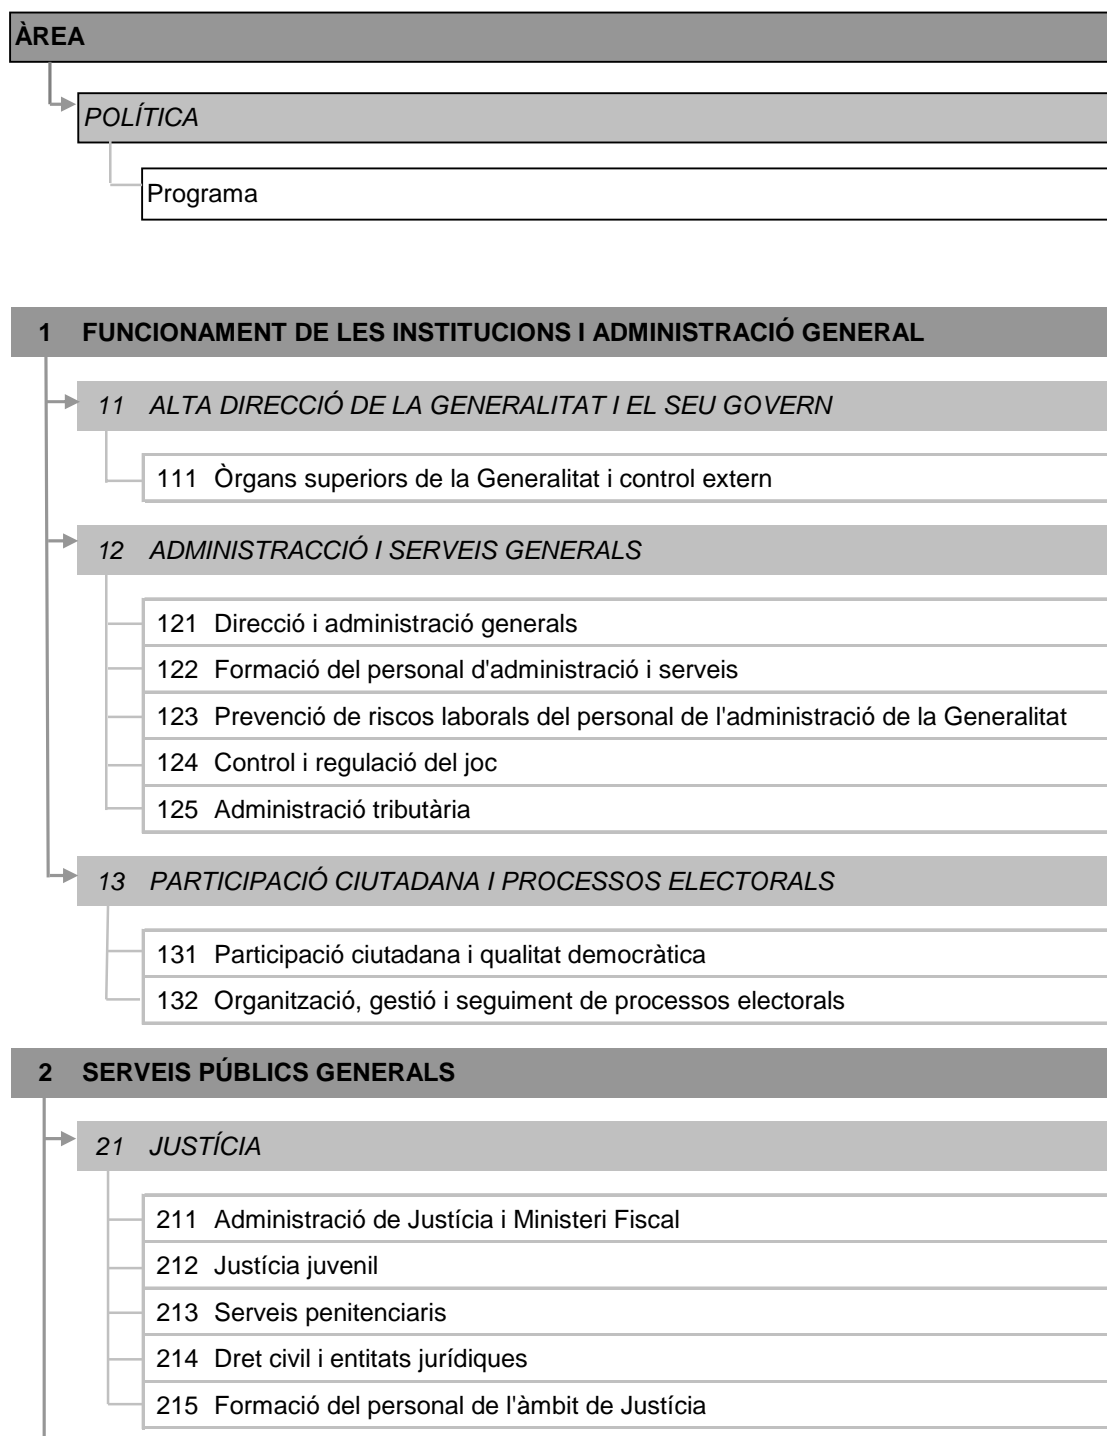 ÀREA
POLÍTICA
Programa
1 FUNCIONAMENT DE LES INSTITUCIONS I ADMINISTRACIÓ GENERAL
11 ALTA DIRECCIÓ DE LA GENERALITAT I EL SEU GOVERN
111 Òrgans superiors de la Generalitat i control extern
12 ADMINISTRACCIÓ I SERVEIS GENERALS
121 Direcció i administració generals
122 Formació del personal d'administració i serveis
123 Prevenció de riscos laborals del personal de l'administració de la Generalitat
124 Control i regulació del joc
125 Administració tributària
13 PARTICIPACIÓ CIUTADANA I PROCESSOS ELECTORALS
131 Participació ciutadana i qualitat democràtica
132 Organització, gestió i seguiment de processos electorals
2 SERVEIS PÚBLICS GENERALS
21 JUSTÍCIA
211 Administració de Justícia i Ministeri Fiscal
212 Justícia juvenil
213 Serveis penitenciaris
214 Dret civil i entitats jurídiques
215 Formació del personal de l'àmbit de Justícia